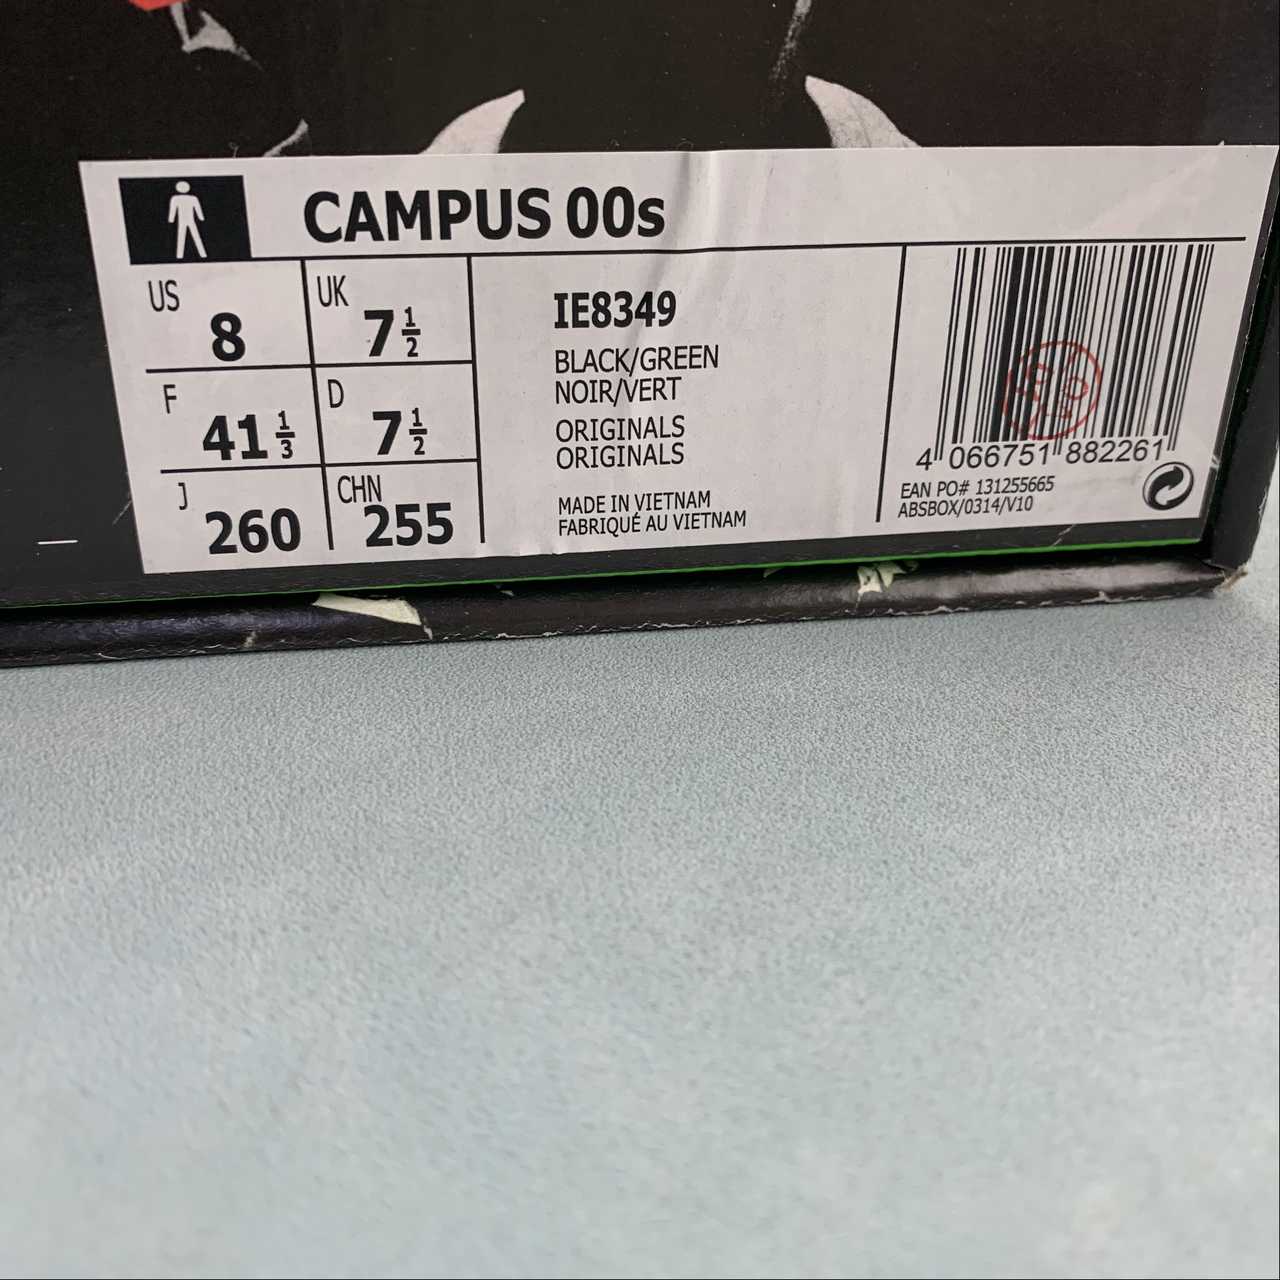 CAMPUS 00s
US 8
UK 7 1/2
F 41 1/3
D 7 1/2
J 260
CHN 255
IE8349
BLACK/GREEN
NOIR/VERT
ORIGINALS
ORIGINALS
MADE IN VIETNAM
FABRIQUÉ AU VIETNAM
4 066751 882261
EAN PO# 131255665
ABSBOX/0314/V10